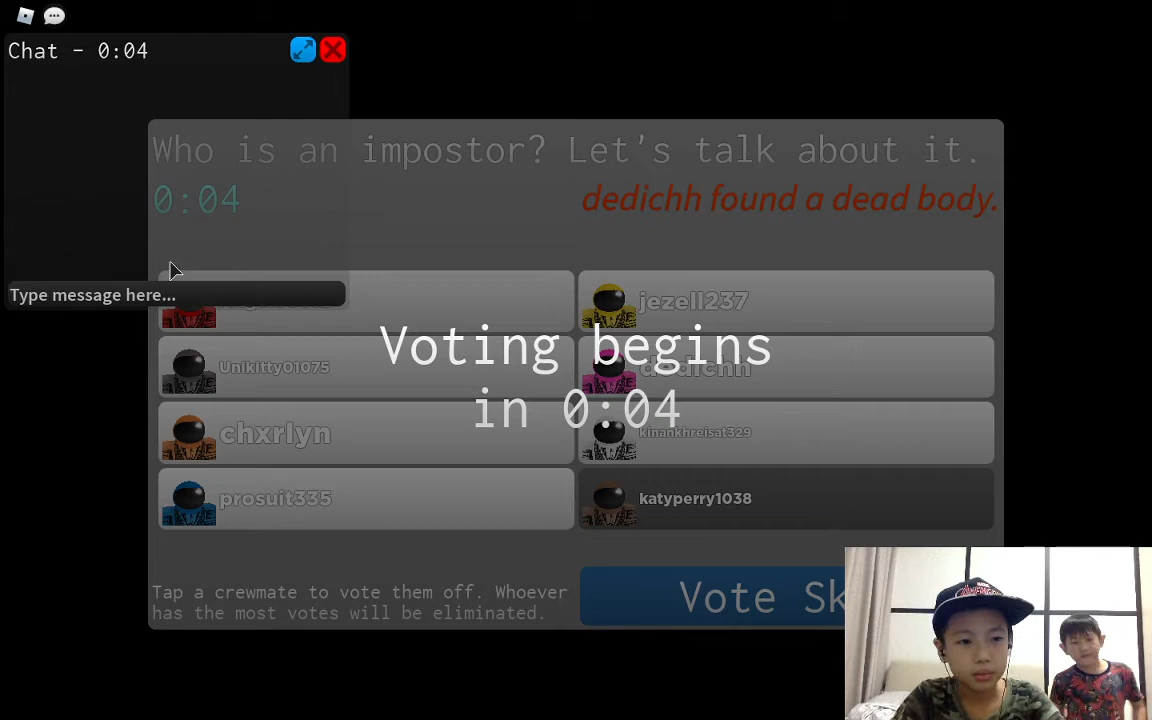 Chat - 0:04
Who is an impostor? Let's talk about it.
0:04
dedichh found a dead body.
Type message here...
jezell237
Voting begins
in 0:04
Unikitty01075
dedichh
chxrlyn
kinankhreisat329
prosuit335
katyperry1038
Tap a crewmate to vote them off. Whoever
has the most votes will be eliminated.
Vote Sk